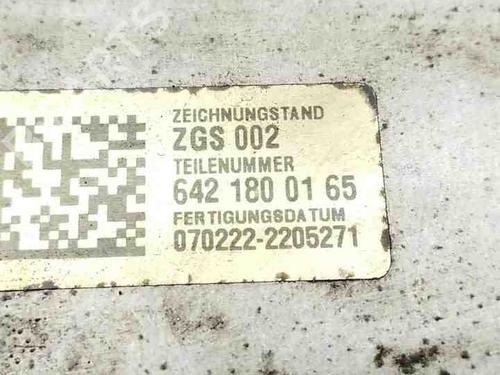 ZEICHNUNGSTAND
ZGS 002
TEILENUMMER
642 180 01 65
FERTIGUNGSDATUM
070222-2205271